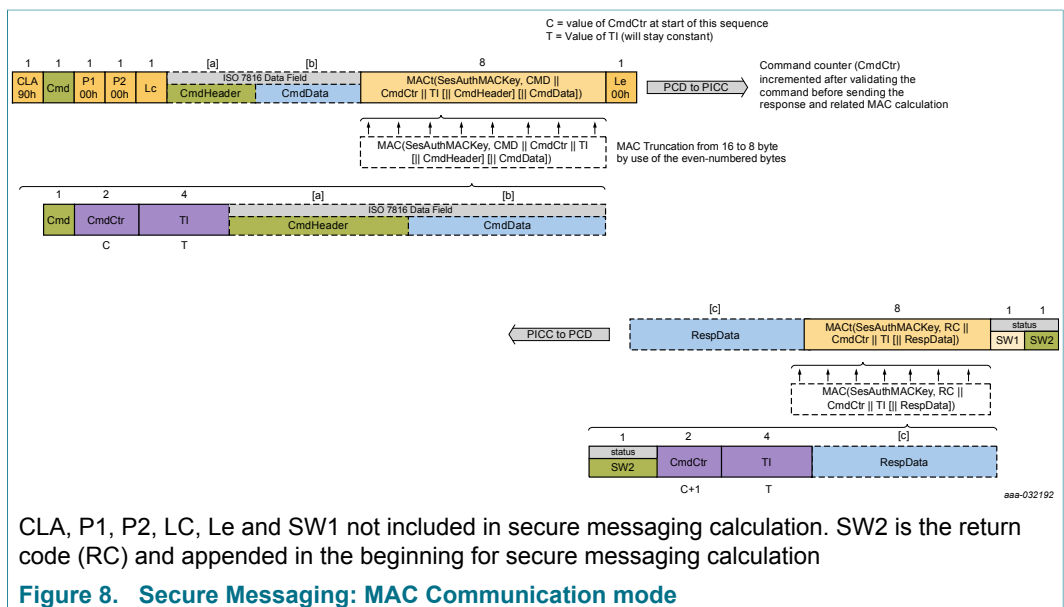 C = value of CmdCtr at start of this sequence
T = Value of TI (will stay constant)
1 1 1 1 1 [a] [b] 8 1
CLA 90h Cmd P1 00h P2 00h Lc ISO 7816 Data Field CmdHeader CmdData MACt(SesAuthMACKey, CMD || CmdCtr || TI [|| CmdHeader] [|| CmdData]) Le 00h
PCD to PICC
Command counter (CmdCtr)
incremented after validating the
command before sending the
response and related MAC calculation
MAC(SesAuthMACKey, CMD || CmdCtr || TI
[|| CmdHeader] [|| CmdData])
MAC Truncation from 16 to 8 byte
by use of the even-numbered bytes
1 2 4 [a] [b]
Cmd CmdCtr TI ISO 7816 Data Field CmdHeader CmdData
C T
[c] 8 1 1
PICC to PCD
RespData MACt(SesAuthMACKey, RC || CmdCtr || TI [|| RespData]) status SW1 SW2
MAC(SesAuthMACKey, RC ||
CmdCtr || TI [|| RespData])
1 2 4 [c]
status SW2 CmdCtr TI RespData
C+1 T
aaa-032192
CLA, P1, P2, LC, Le and SW1 not included in secure messaging calculation. SW2 is the return
code (RC) and appended in the beginning for secure messaging calculation
Figure 8. Secure Messaging: MAC Communication mode